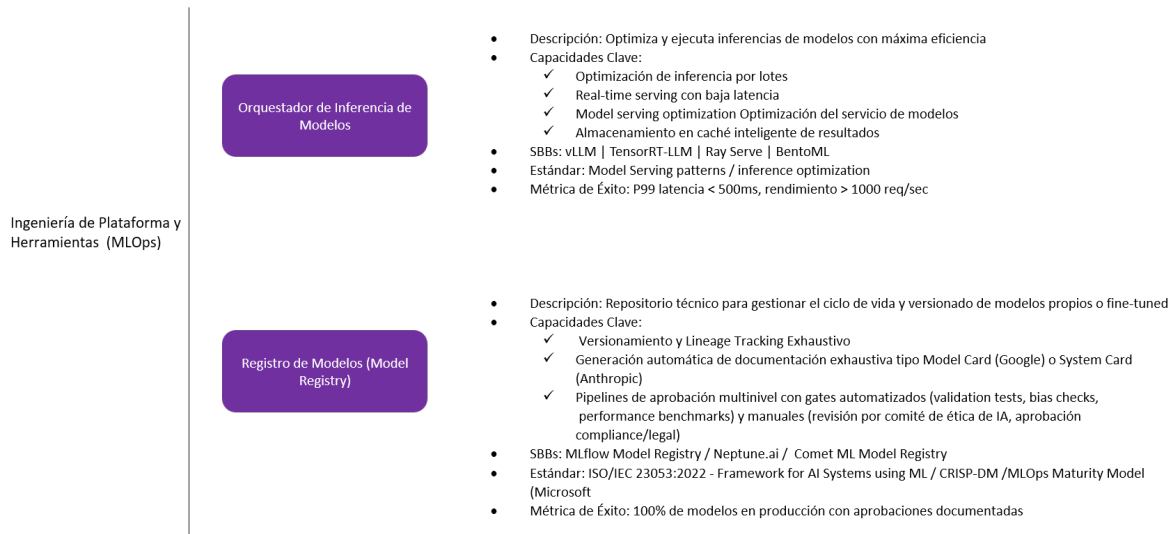 Ingeniería de Plataforma y
Herramientas (MLOps)
Orquestador de Inferencia de
Modelos
• Descripción: Optimiza y ejecuta inferencias de modelos con máxima eficiencia
• Capacidades Clave:
✓ Optimización de inferencia por lotes
✓ Real-time serving con baja latencia
✓ Model serving optimization Optimización del servicio de modelos
✓ Almacenamiento en caché inteligente de resultados
• SBBs: vLLM | TensorRT-LLM | Ray Serve | BentoML
• Estándar: Model Serving patterns / inference optimization
• Métrica de Éxito: P99 latencia < 500ms, rendimiento > 1000 req/sec
Registro de Modelos (Model
Registry)
• Descripción: Repositorio técnico para gestionar el ciclo de vida y versionado de modelos propios o fine-tuned
• Capacidades Clave:
✓ Versionamiento y Lineage Tracking Exhaustivo
✓ Generación automática de documentación exhaustiva tipo Model Card (Google) o System Card
(Anthropic)
✓ Pipelines de aprobación multinivel con gates automatizados (validation tests, bias checks,
performance benchmarks) y manuales (revisión por comité de ética de IA, aprobación
compliance/legal)
• SBBs: MLflow Model Registry / Neptune.ai / Comet ML Model Registry
• Estándar: ISO/IEC 23053:2022 - Framework for AI Systems using ML / CRISP-DM /MLOps Maturity Model
(Microsoft
• Métrica de Éxito: 100% de modelos en producción con aprobaciones documentadas